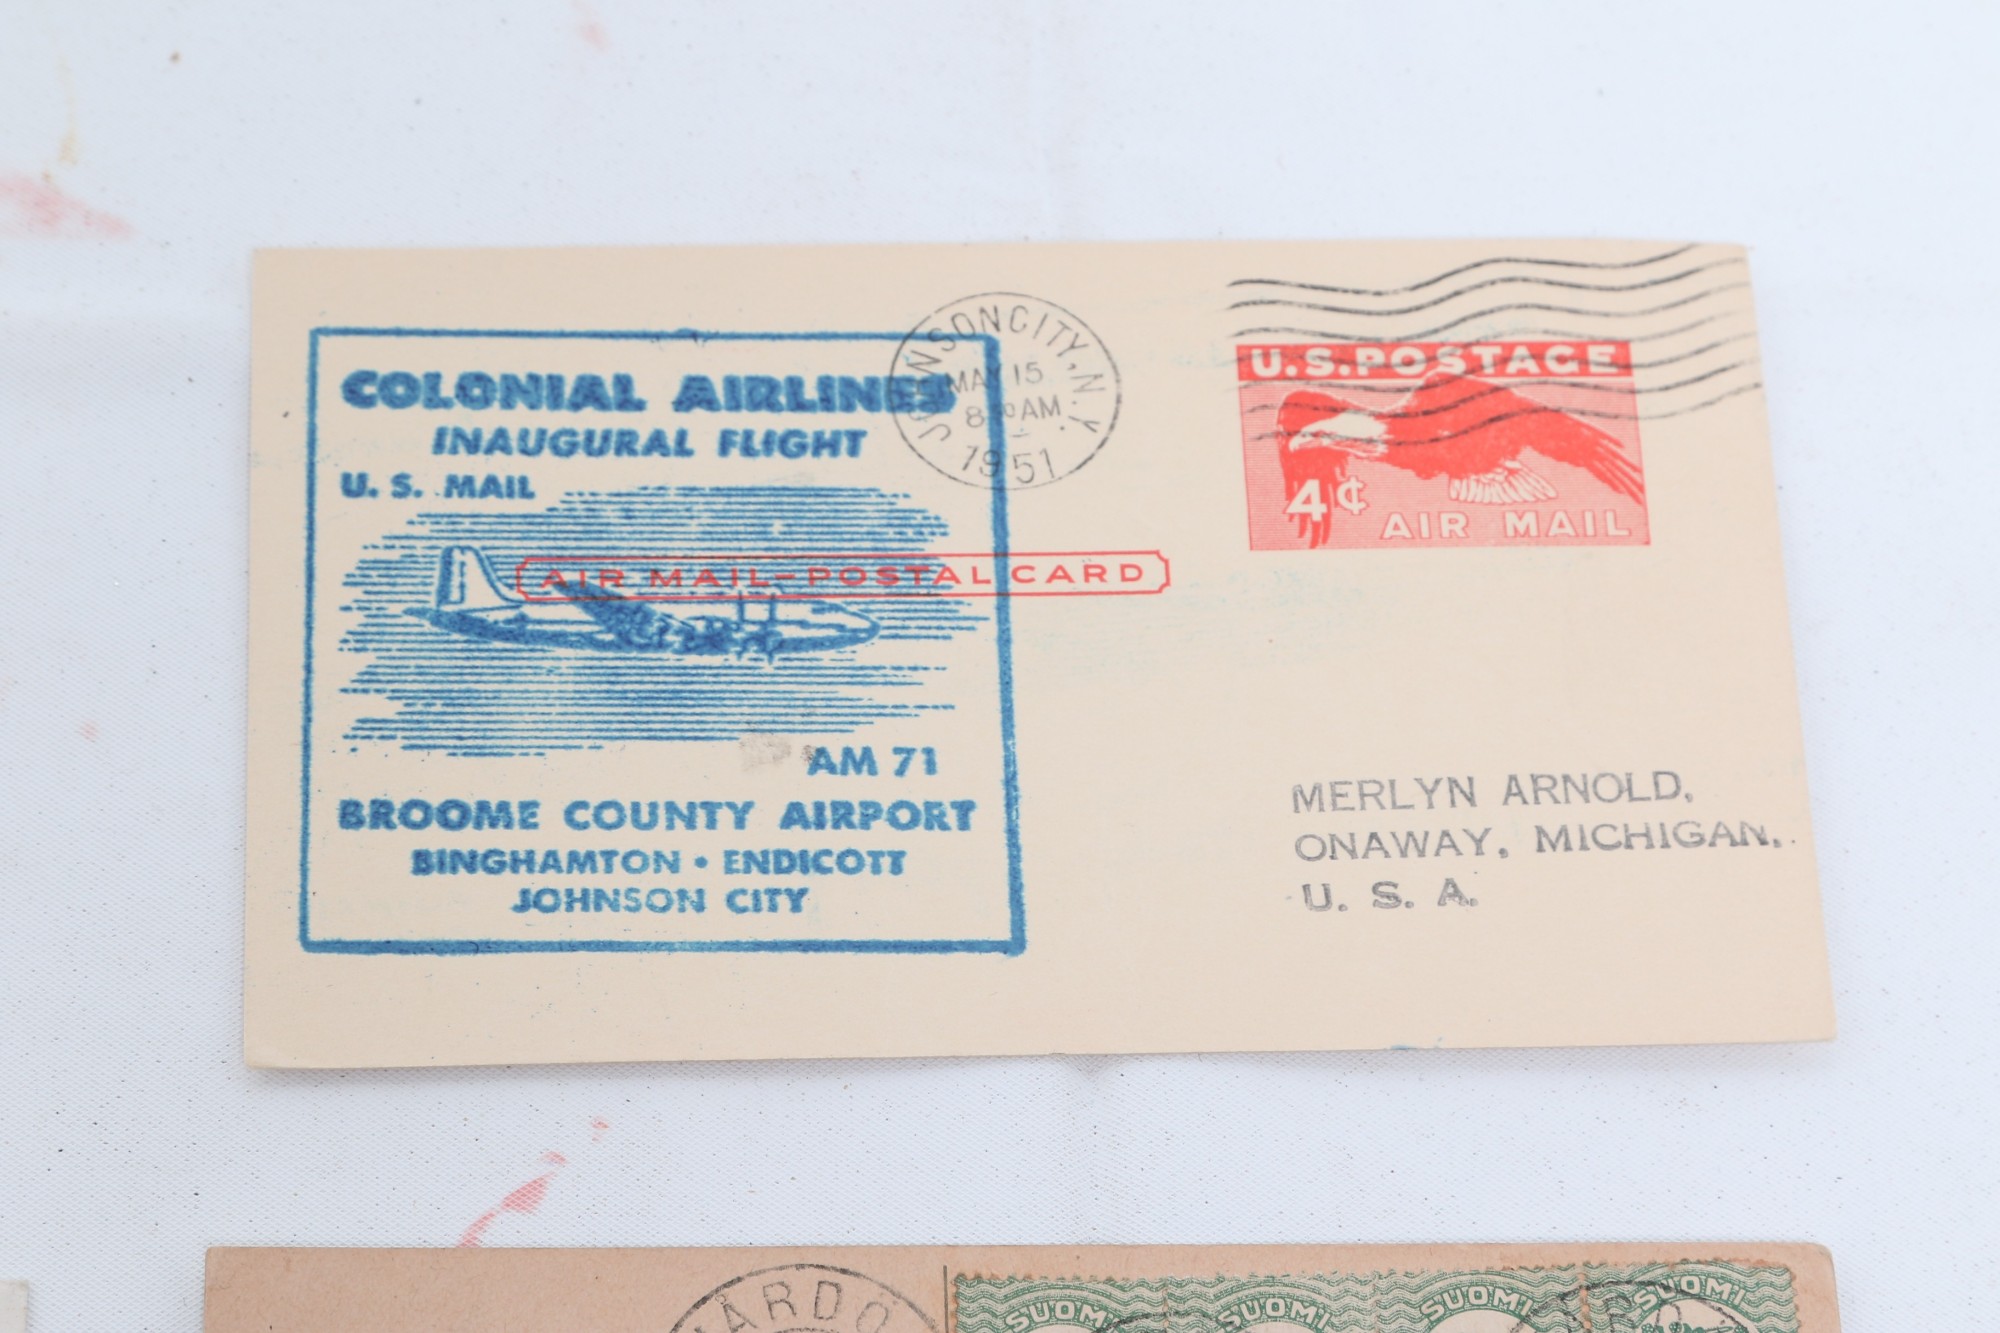 COLONIAL AIRLINES
INAUGURAL FLIGHT
U. S. MAIL
AM 71
BROOME COUNTY AIRPORT
BINGHAMTON • ENDICOTT
JOHNSON CITY
AIR MAIL-POSTAL CARD
JOHNSON CITY, N.Y.
MAY 15
AM
1951
U.S. POSTAGE
4¢ AIR MAIL
MERLYN ARNOLD,
ONAWAY, MICHIGAN,
U. S. A.
SUOMI
SUOMI
SUOMI
SUOMI